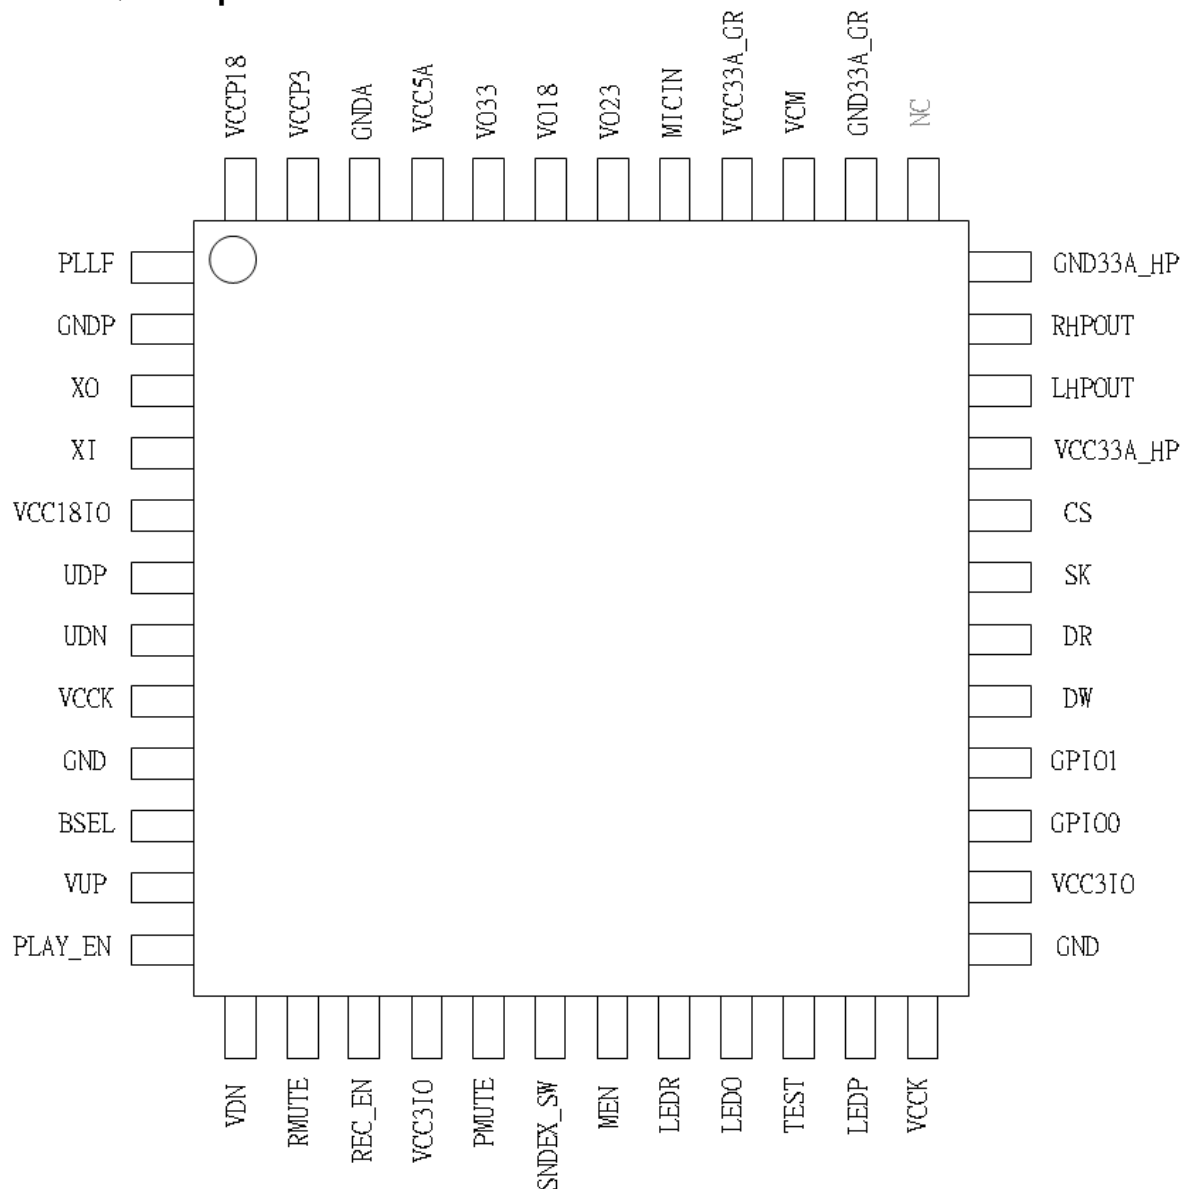 VCCP18
VCCP3
GNDA
VCC5A
VO33
VO18
VO23
MICIN
VCC33A_GR
VCM
GND33A_GR
NC
PLLF
GNDP
XO
XI
VCC18IO
UDP
UDN
VCCK
GND
BSEL
VUP
PLAY_EN
GND33A_HP
RHPOUT
LHPOUT
VCC33A_HP
CS
SK
DR
DW
GPIO1
GPIO0
VCC3IO
GND
VDN
RMUTE
REC_EN
VCC3IO
PMUTE
SNDEX_SW
MEN
LEDR
LEDO
TEST
LEDP
VCCK